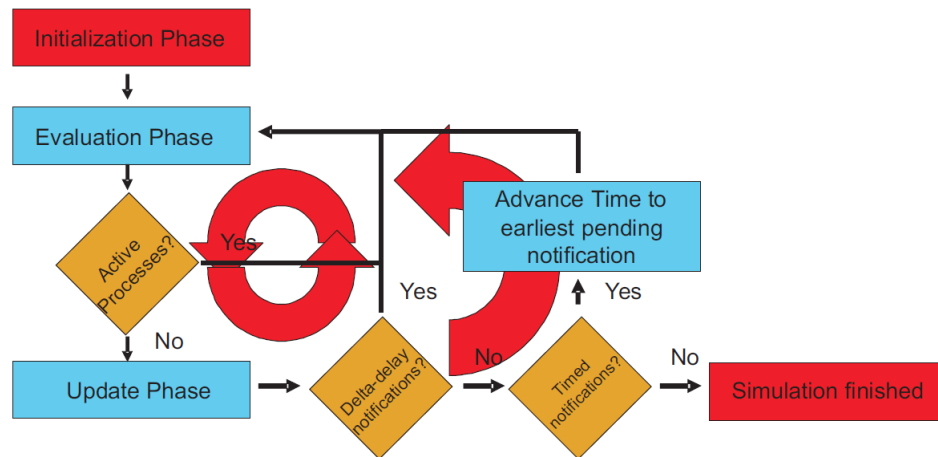 Initialization Phase
Evaluation Phase
Active
Processes?
Yes
No
Update Phase
Delta-delay
notifications?
Yes
No
Advance Time to
earliest pending
notification
Timed
notifications?
Yes
No
Simulation finished